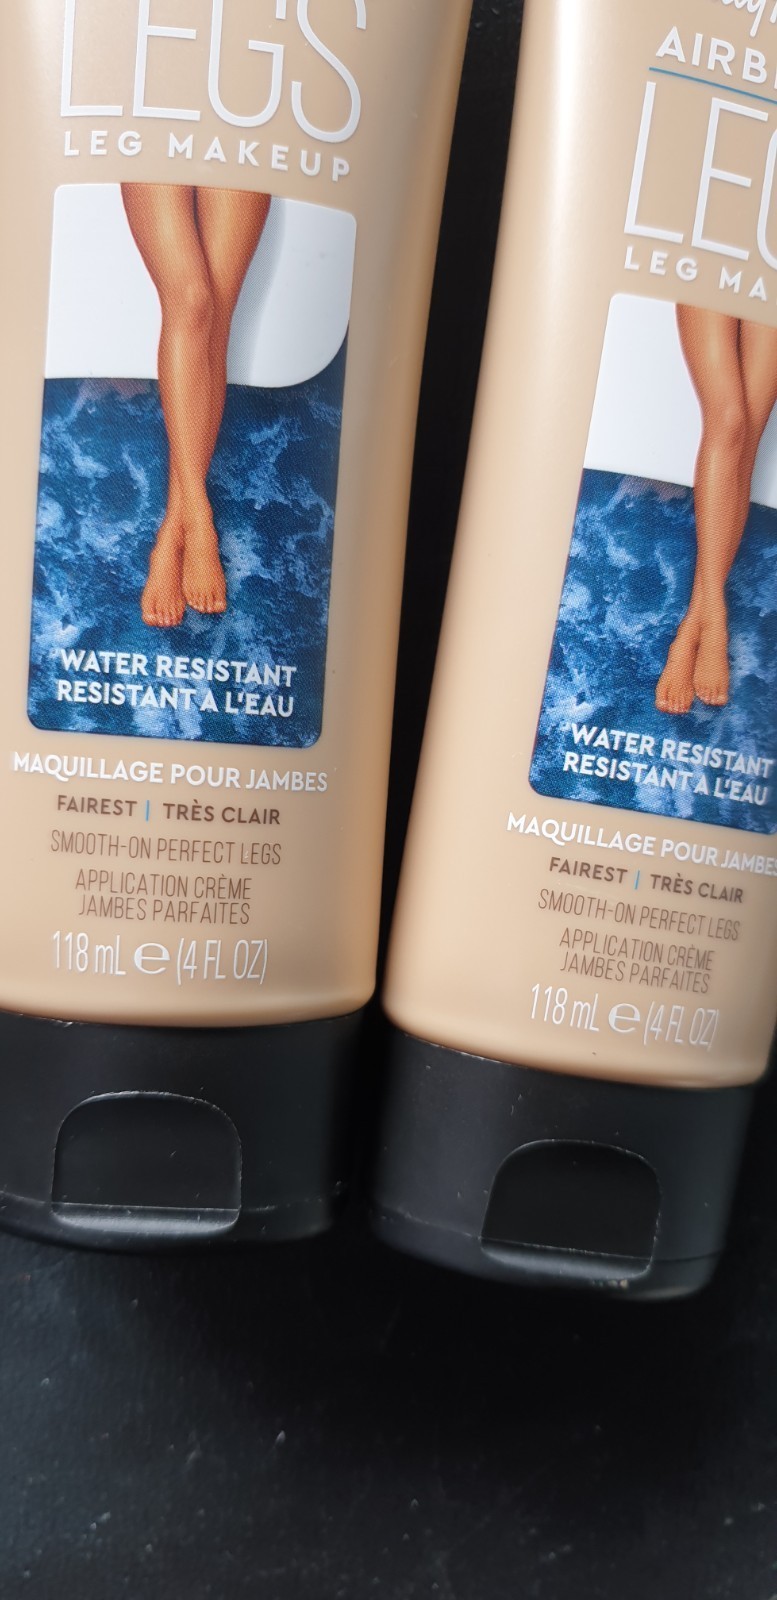 LEGS
LEG MAKEUP
WATER RESISTANT
RESISTANT A L'EAU
MAQUILLAGE POUR JAMBES
FAIREST | TRÈS CLAIR
SMOOTH-ON PERFECT LEGS
APPLICATION CRÈME
JAMBES PARFAITES
118 mL e (4 FL OZ)
AIRB
LEG
LEG MA
WATER RESISTANT
RESISTANT A L'EAU
MAQUILLAGE POUR JAMBES
FAIREST | TRÈS CLAIR
SMOOTH-ON PERFECT LEGS
APPLICATION CRÈME
JAMBES PARFAITES
118 mL e (4 FL OZ)